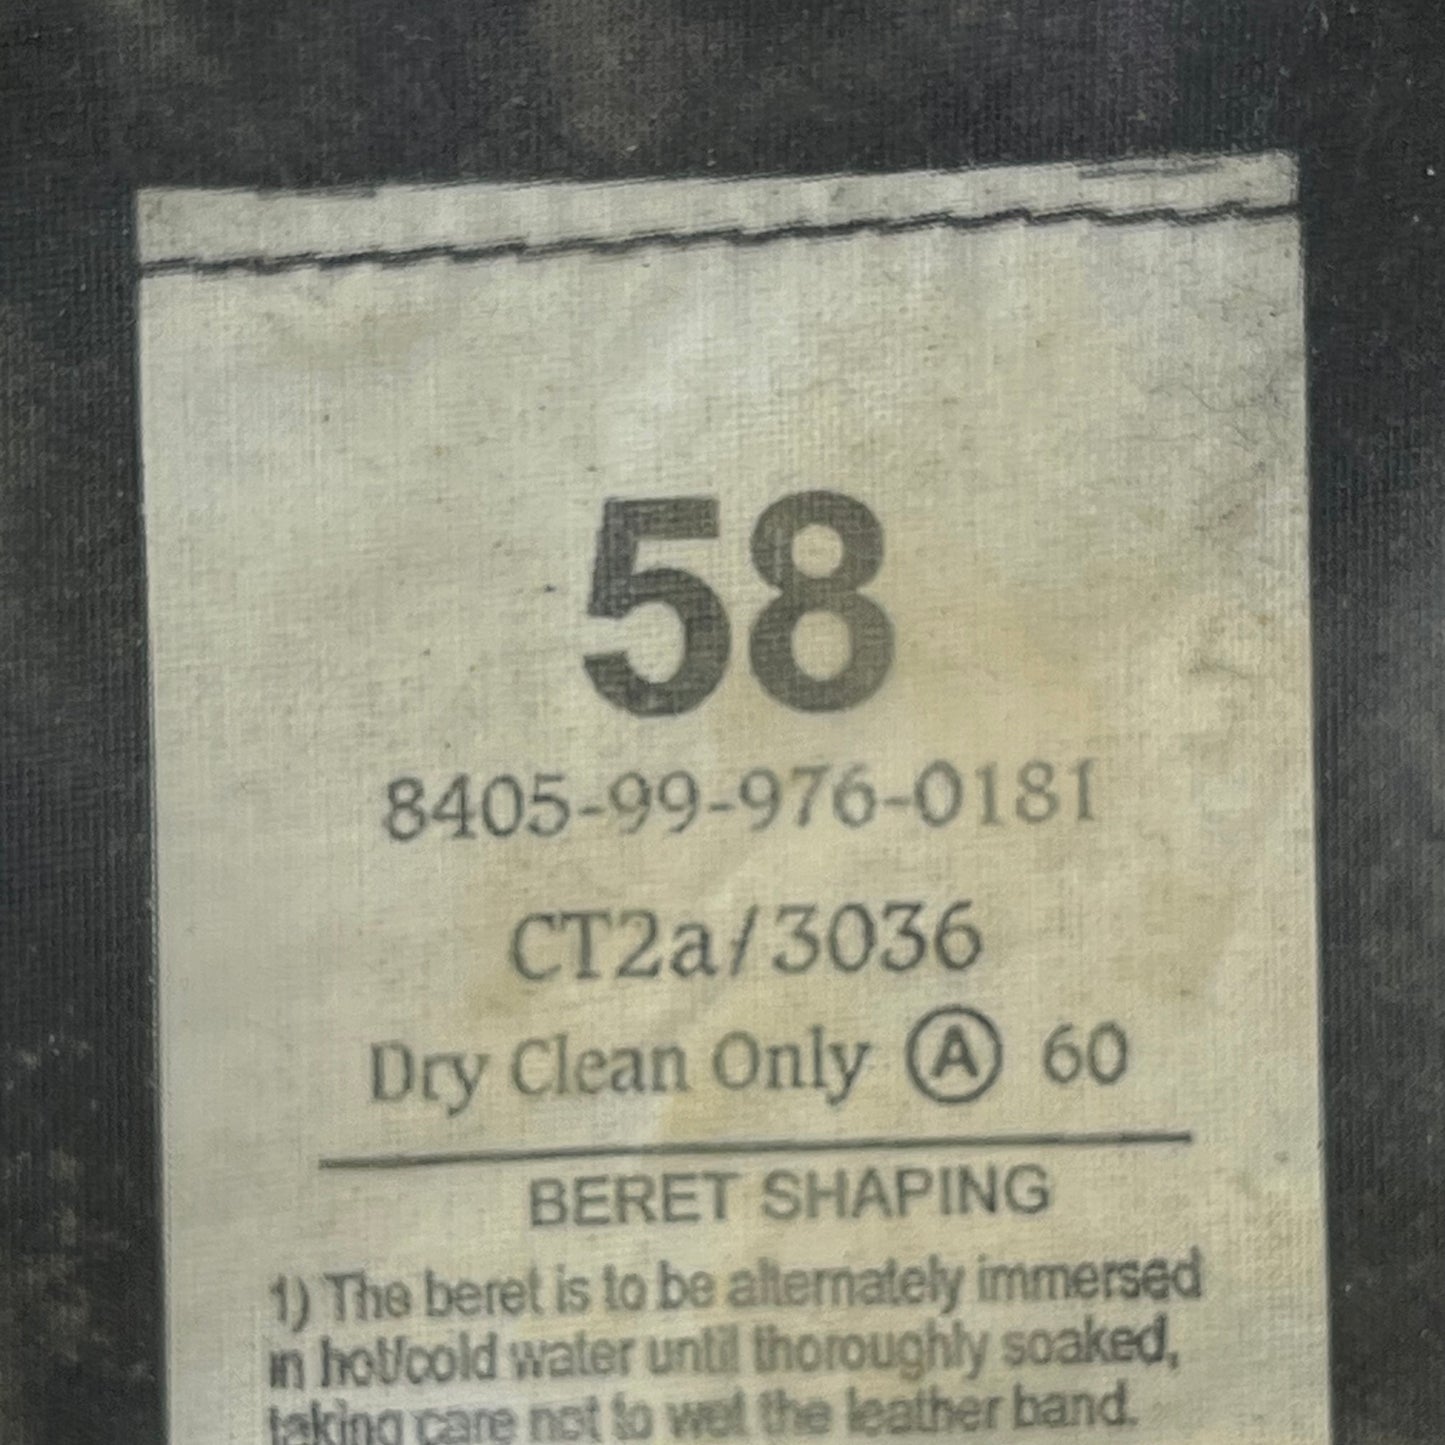 58
8405-99-976-0181
CT2a/3036
Dry Clean Only Ⓐ 60
BERET SHAPING
1) The beret is to be alternately immersed
in hot/cold water until thoroughly soaked,
taking care not to wet the leather band.